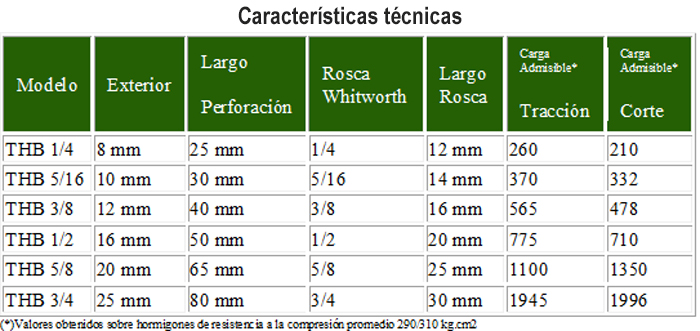 Características técnicas
Modelo Exterior Largo Perforación Rosca Whitworth Largo Rosca Carga Admisible* Tracción Carga Admisible* Corte
THB 1/4 8 mm 25 mm 1/4 12 mm 260 210
THB 5/16 10 mm 30 mm 5/16 14 mm 370 332
THB 3/8 12 mm 40 mm 3/8 16 mm 565 478
THB 1/2 16 mm 50 mm 1/2 20 mm 775 710
THB 5/8 20 mm 65 mm 5/8 25 mm 1100 1350
THB 3/4 25 mm 80 mm 3/4 30 mm 1945 1996
(*)Valores obtenidos sobre hormigones de resistencia a la compresión promedio 290/310 kg.cm2